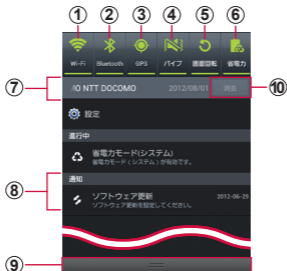 ① ② ③ ④ ⑤ ⑥
Wi-Fi Bluetooth GPS バイブ 画面回転 省電力
⑦ NTT DOCOMO 2012/08/01 消去 ⑩
設定
進行中
省電力モード(システム)
省電力モード（システム）が有効です。
通知
⑧ ソフトウェア更新 2012-06-29
ソフトウェア更新を設定してください。
⑨